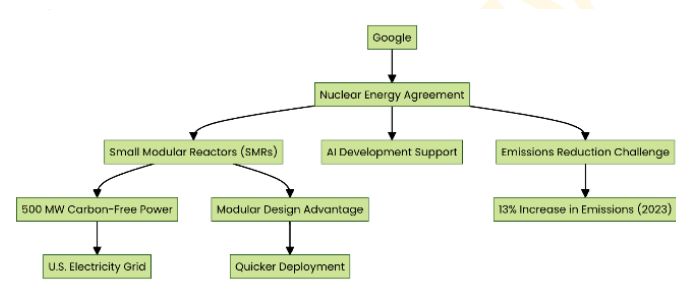 Google
Nuclear Energy Agreement
Small Modular Reactors (SMRs)
AI Development Support
Emissions Reduction Challenge
500 MW Carbon-Free Power
Modular Design Advantage
13% Increase in Emissions (2023)
U.S. Electricity Grid
Quicker Deployment